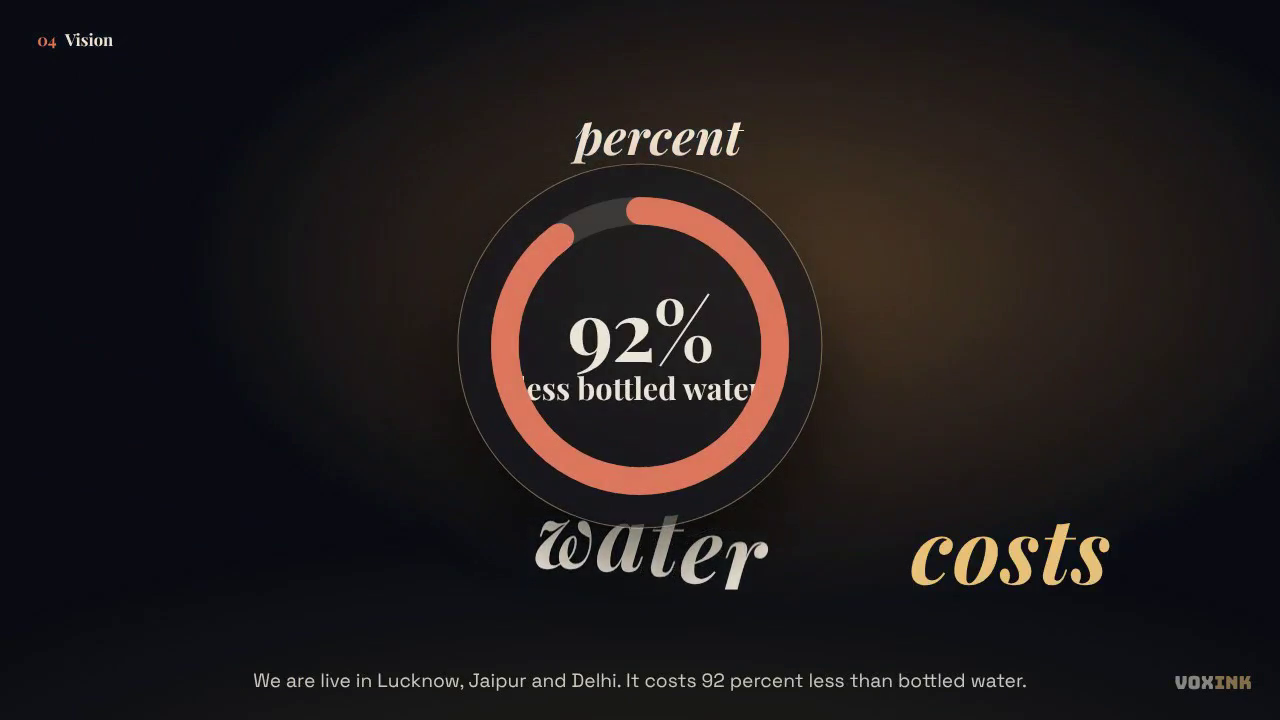 04 Vision
percent
92%
less bottled water
water
costs
We are live in Lucknow, Jaipur and Delhi. It costs 92 percent less than bottled water.
VOXINK